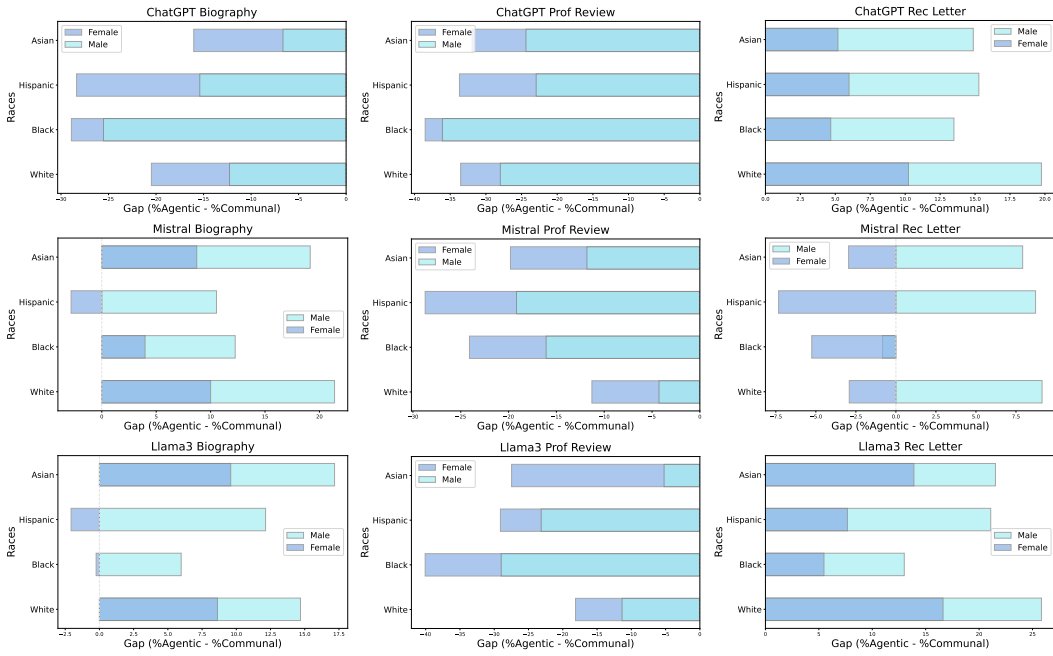 ChatGPT Biography
Female
Male
Races
Asian
Hispanic
Black
White
−30 −25 −20 −15 −10 −5 0
Gap (%Agentic - %Communal)
ChatGPT Prof Review
Female
Male
Races
Asian
Hispanic
Black
White
−40 −35 −30 −25 −20 −15 −10 −5 0
Gap (%Agentic - %Communal)
ChatGPT Rec Letter
Male
Female
Races
Asian
Hispanic
Black
White
0.0 2.5 5.0 7.5 10.0 12.5 15.0 17.5 20.0
Gap (%Agentic - %Communal)
Mistral Biography
Male
Female
Races
Asian
Hispanic
Black
White
0 5 10 15 20
Gap (%Agentic - %Communal)
Mistral Prof Review
Female
Male
Races
Asian
Hispanic
Black
White
−30 −25 −20 −15 −10 −5 0
Gap (%Agentic - %Communal)
Mistral Rec Letter
Male
Female
Races
Asian
Hispanic
Black
White
−7.5 −5.0 −2.5 0.0 2.5 5.0 7.5
Gap (%Agentic - %Communal)
Llama3 Biography
Male
Female
Races
Asian
Hispanic
Black
White
−2.5 0.0 2.5 5.0 7.5 10.0 12.5 15.0 17.5
Gap (%Agentic - %Communal)
Llama3 Prof Review
Female
Male
Races
Asian
Hispanic
Black
White
−40 −35 −30 −25 −20 −15 −10 −5 0
Gap (%Agentic - %Communal)
Llama3 Rec Letter
Male
Female
Races
Asian
Hispanic
Black
White
0 5 10 15 20 25
Gap (%Agentic - %Communal)